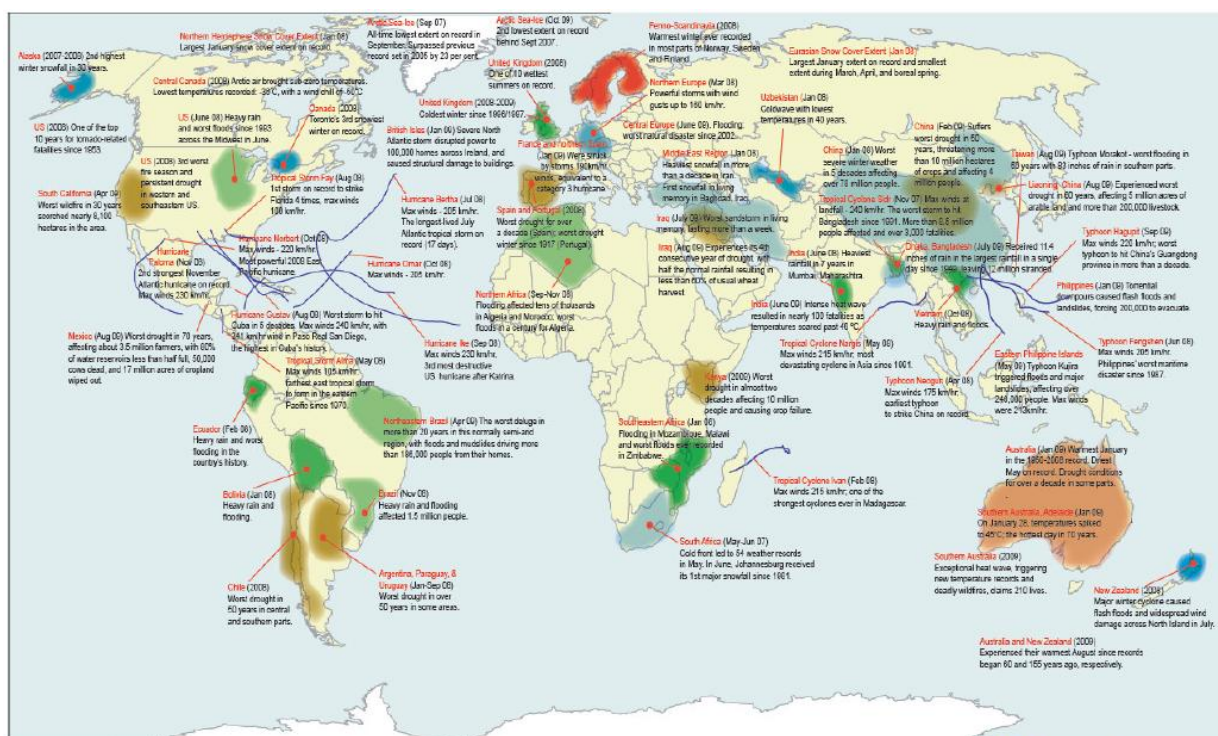 Arctic Sea-Ice (Sep 07)
All-time lowest extent on record in
September. Surpassed previous
record set in 2005 by 23 per cent.
Arctic Sea-Ice (Oct 09)
2nd lowest extent on record
behind Sept 2007.
Fenno-Scandinavia (2008)
Warmest winter ever recorded
in most parts of Norway, Sweden
and Finland.
Northern Hemisphere Snow Cover Extent (Jan 08)
Largest January snow cover extent on record.
Eurasian Snow Cover Extent (Jan 08)
Largest January extent on record and smallest
extent during March, April, and boreal spring.
Alaska (2007-2008) 2nd highest
winter snowfall in 30 years.
Central Canada (2008) Arctic air brought sub-zero temperatures.
Lowest temperatures recorded: -38°C, with a wind chill of -50°C
United Kingdom (2008)
One of 10 wettest
summers on record.
Northern Europe (Mar 08)
Powerful storms with wind
gusts up to 160 km/hr.
Uzbekistan (Jan 08)
Coldwave with lowest
temperatures in 40 years.
US (2008) One of the top
10 years for tornado-related
fatalities since 1953.
US (June 08) Heavy rain
and worst floods since 1993
across the Midwest in June.
Canada (2008)
Toronto's 3rd snowiest
winter on record.
United Kingdom (2008-2009)
Coldest winter since 1996/1997.
British Isles (Jan 09) Severe North
Atlantic storm disrupted power to
100,000 homes across Ireland, and
caused structural damage to buildings.
Central Europe (June 09) Flooding:
worst natural disaster since 2002.
France and Northern Spain
(Jan 09) Were struck
by storms 190km/hr
winds, equivalent to a
category 3 hurricane
Middle East Region (Jan 08)
Heaviest snowfall in more
than a decade in Iran.
First snowfall in living
memory in Baghdad, Iraq.
China (Jan 08) Worst
severe winter weather
in 5 decades affecting
over 78 million people.
China (Feb 09) Suffers
worst drought in 50
years, threatening more
than 10 million hectares
of crops and affecting 4
million people.
Taiwan (Aug 09) Typhoon Morakot - worst flooding in
50 years with 83 inches of rain in southern parts.
Liaoning, China (Aug 09) Experienced worst
drought in 60 years, affecting 5 million acres of
arable land and more than 200,000 livestock.
US (2008) 3rd worst
fire season and
persistent drought
in western and
southeastern US.
South California (Apr 09)
Worst wildfire in 30 years
scorched nearly 8,100
hectares in the area.
Tropical Storm Fay (Aug 08)
1st storm on record to strike
Florida 4 times, max winds
100 km/hr.
Hurricane Bertha (Jul 08)
Max winds - 205 km/hr.
The longest-lived July
Atlantic tropical storm on
record (17 days).
Spain and Portugal (2008)
Worst drought for over
a decade (Spain); worst drought
winter since 1917 (Portugal).
Iraq (July 09) Worst sandstorm in living
memory, lasting more than a week.
Iraq (Aug 09) Experiences its 4th
consecutive year of drought, with
half the normal rainfall resulting in
less than 60% of usual wheat
harvest.
Tropical Cyclone Sidr (Nov 07) Max winds at
landfall - 240 km/hr. The worst storm to hit
Bangladesh since 1991. More than 8.5 million
people affected and over 3,000 fatalities.
Dhaka, Bangladesh (July 09) Received 11.4
inches of rain in the largest rainfall in a single
day since 1949, leaving 12 million stranded.
India (June 08) Heaviest
rainfall in 7 years in
Mumbai, Maharashtra.
Typhoon Hagupit (Sep 09)
Max winds 220 km/hr; worst
typhoon to hit China's Guangdong
province in more than a decade.
Hurricane
Paloma (Nov 08)
2nd strongest November
Atlantic hurricane on record
Max winds 230 km/hr.
Hurricane Norbert (Oct 08)
Max winds - 220 km/hr.
Most powerful 2008 East
Pacific hurricane.
Hurricane Omar (Oct 08)
Max winds - 205 km/hr.
Northern Africa (Sep-Nov 08)
Flooding affected tens of thousands
in Algeria and Morocco; worst
floods in a century for Algeria.
India (June 09) Intense heat wave
resulted in nearly 100 fatalities as
temperatures soared past 40 °C.
Vietnam (Oct 08)
Heavy rain and floods.
Philippines (Jan 09) Torrential
downpours caused flash floods and
landslides, forcing 200,000 to evacuate.
Mexico (Aug 09) Worst drought in 70 years,
affecting about 3.5 million farmers, with 80%
of water reservoirs less than half full, 50,000
cows dead, and 17 million acres of cropland
wiped out.
Hurricane Gustav (Aug 08) Worst storm to hit
Cuba in 5 decades. Max winds 240 km/hr, with
341 km/hr wind in Paso Real San Diego,
the highest in Cuba's history.
Hurricane Ike (Sep 08)
Max winds 230 km/hr.
3rd most destructive
US hurricane after Katrina.
Tropical Storm Alma (May 08)
Max winds 105 km/hr,
farthest east tropical storm
to form in the eastern
Pacific since 1970.
Tropical Cyclone Nargis (May 08)
Max winds 215 km/hr, most
devastating cyclone in Asia since 1991.
Typhoon Neoguri (Apr 08)
Max winds 175 km/hr,
earliest typhoon
to strike China on record.
Eastern Philippine Islands
(May 09) Typhoon Kujira
triggered floods and major
landslides, affecting over
Max winds
were 213km/hr.
Typhoon Fengshen (Jun 08)
Max winds 205 km/hr.
Philippines' worst maritime
disaster since 1987.
Kenya (2009) Worst
drought in almost two
decades affecting 10 million
people and causing crop failure.
Ecuador (Feb 08)
Heavy rain and worst
flooding in the
country's history.
Northeastern Brazil (Apr 09) The worst deluge in
more than 20 years in this normally semi-arid
region, with floods and mudslides driving more
than 186,000 people from their homes.
Southeastern Africa (Jan 08)
Flooding in Mozambique, Malawi
and worst floods ever recorded
in Zimbabwe.
Australia (Jan 09) Warmest January
in the 1950-2008 record. Driest
May on record. Drought conditions
for over a decade in some parts.
Bolivia (Jan 08)
Heavy rain and
flooding.
Brazil (Nov 08)
Heavy rain and flooding
affected 1.5 million people.
Tropical Cyclone Ivan (Feb 08)
Max winds 215 km/hr, one of the
strongest cyclones ever in Madagascar.
Southern Australia, Adelaide (Jan 09)
On January 28, temperatures spiked
to 45°C; the hottest day in 70 years.
South Africa (May-Jun 07)
Cold front led to 54 weather records
in May. In June, Johannesburg received
its 1st major snowfall since 1981.
Southern Australia (2009)
Exceptional heat wave, triggering
new temperature records and
deadly wildfires, claims 210 lives.
Chile (2008)
Worst drought in
50 years in central
and southern parts.
Argentina, Paraguay, &
Uruguay (Jan-Sep 08)
Worst drought in over
50 years in some areas.
New Zealand (2008)
Major winter cyclone caused
flash floods and widespread wind
damage across North Island in July.
Australia and New Zealand (2009)
Experienced their warmest August since records
began 60 and 155 years ago, respectively.